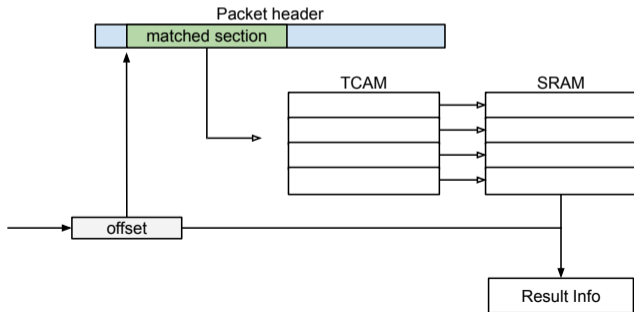 Packet header
matched section
TCAM
SRAM
offset
Result Info